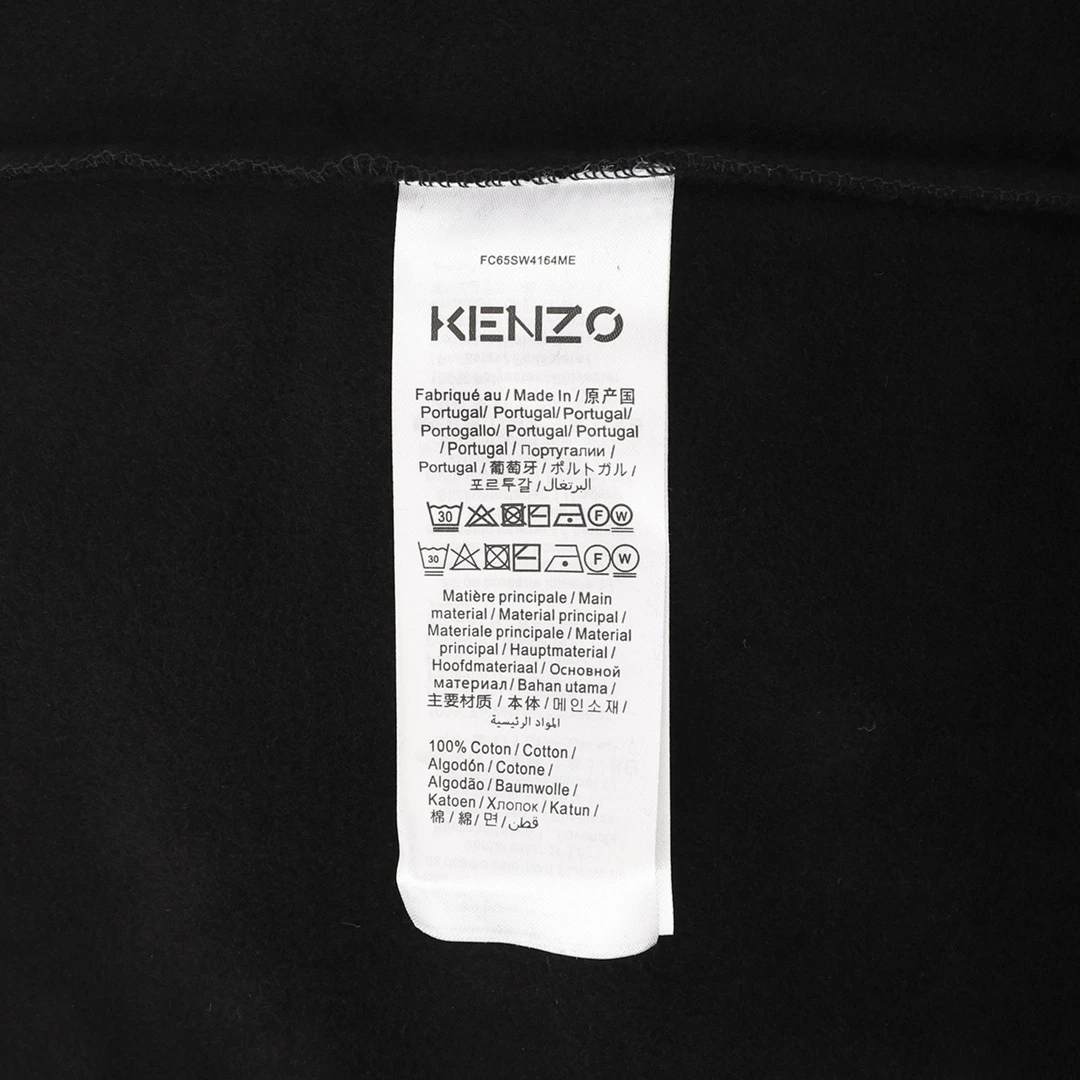 FC65SW4164ME
KENZO
Fabriqué au / Made In / 原产国
Portugal/ Portugal/ Portugal/
Portogallo/ Portugal/ Portugal
/ Portugal / Португалии /
Portugal / 葡萄牙 / ポルトガル /
포르투갈 / البرتغال
30 F W
30 F W
Matière principale / Main
material / Material principal /
Materiale principale / Material
principal / Hauptmaterial /
Hoofdmateriaal / Основной
материал / Bahan utama /
主要材质 / 本体 / 메인소재 /
المواد الرئيسية
100% Coton / Cotton /
Algodón / Cotone /
Algodão / Baumwolle /
Katoen / Хлопок / Katun /
棉 / 綿 / 면 / قطن